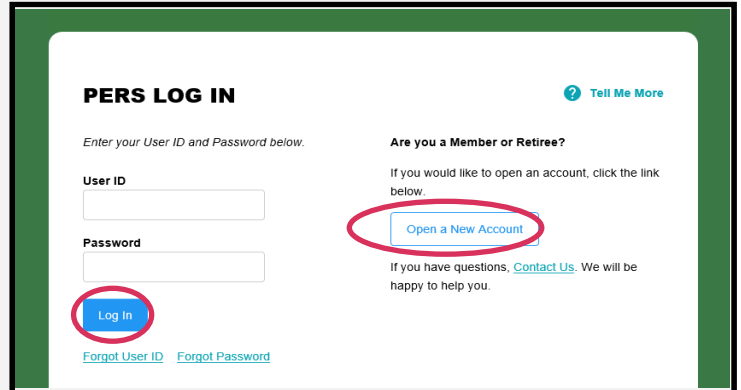 PERS LOG IN
? Tell Me More
Enter your User ID and Password below.
User ID
Password
Log In
Forgot User ID Forgot Password
Are you a Member or Retiree?
If you would like to open an account, click the link
below.
Open a New Account
If you have questions, Contact Us. We will be
happy to help you.